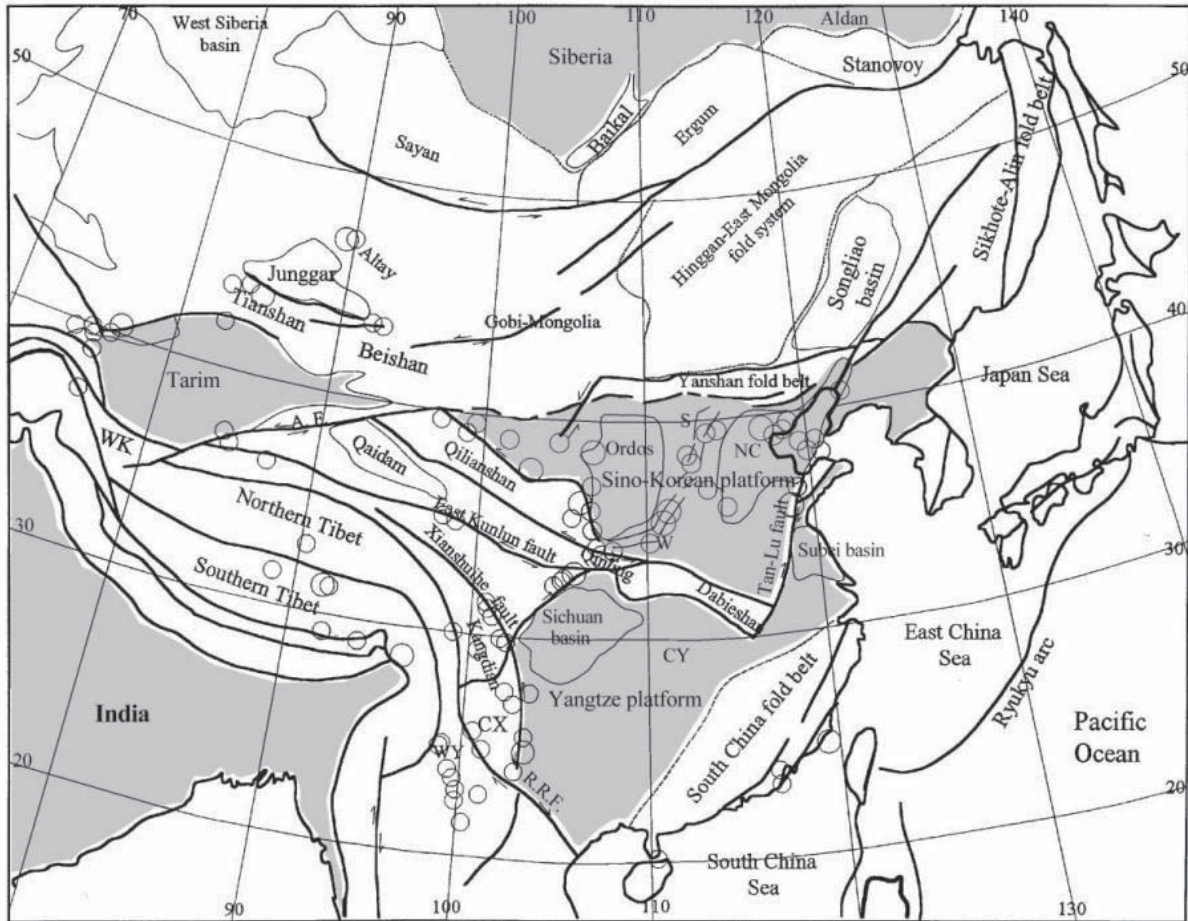 70
90
100
110
120
Aldan
140
West Siberia
basin
50
Siberia
Stanovoy
50
Baikal
Ergum
Sayan
Sikhote-Alin fold belt
Hinggan-East Mongolia
fold system
Altay
Junggar
Songliao
basin
Tianshan
Gobi-Mongolia
40
Beishan
Yanshan fold belt
Japan Sea
Tarim
A. F.
S
WK
Ordos
NC
Qaidam
Qilianshan
Sino-Korean platform
Northern Tibet
East Kunlun fault
Tan-Lu fault
30
Xianshuihe fault
W
30
Qinling
Subei basin
Southern Tibet
Dabieshan
Sichuan
basin
East China
Sea
Kangdian
CY
Ryukyu arc
India
Yangtze platform
South China fold belt
Pacific
Ocean
CX
WY
20
R.R.F.
20
South China
Sea
90
100
110
130